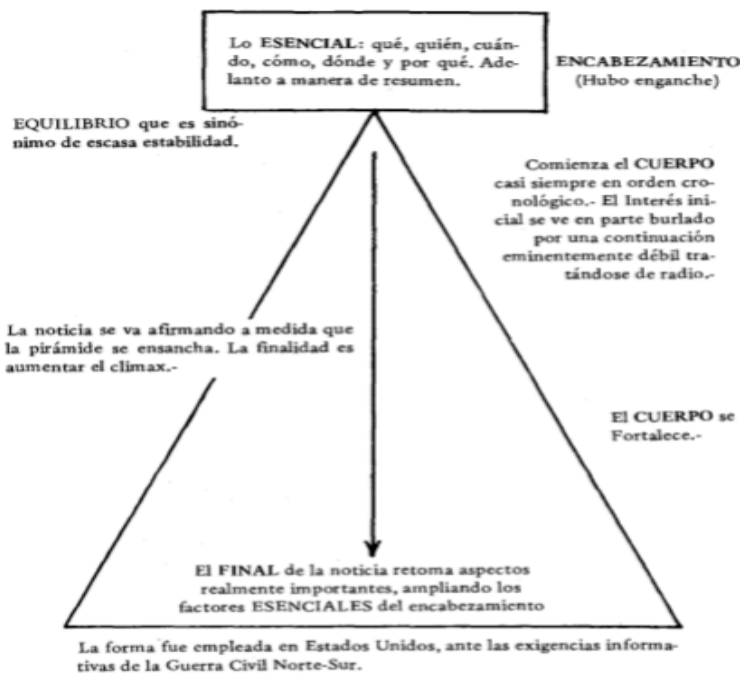 Lo ESENCIAL: qué, quién, cuán-
do, cómo, dónde y por qué. Ade-
lanto a manera de resumen.
ENCABEZAMIENTO
(Hubo enganche)
EQUILIBRIO que es sinó-
nimo de escasa estabilidad.
Comienza el CUERPO
casi siempre en orden cro-
nológico.- El Interés ini-
cial se ve en parte burlado
por una continuación
eminentemente débil tra-
tándose de radio.-
La noticia se va afirmando a medida que
la pirámide se ensancha. La finalidad es
aumentar el climax.-
El CUERPO se
Fortalece.-
El FINAL de la noticia retoma aspectos
realmente importantes, ampliando los
factores ESENCIALES del encabezamiento
La forma fue empleada en Estados Unidos, ante las exigencias informa-
tivas de la Guerra Civil Norte-Sur.